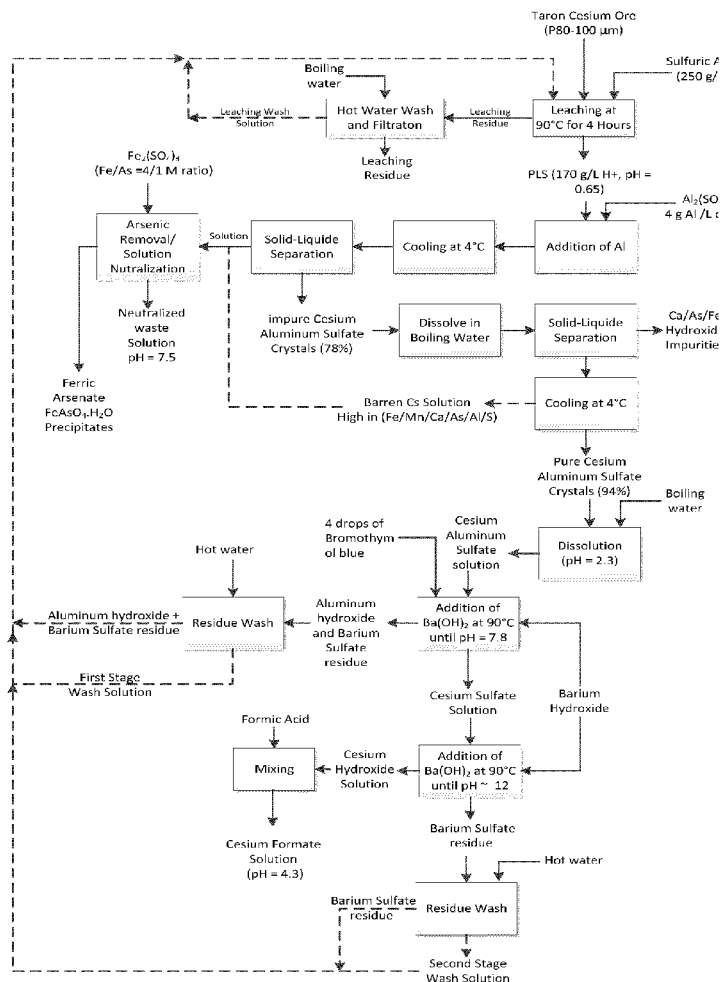 Taron Cesium Ore
(P80-100 µm)
Sulfuric A
(250 g/
Boiling
water
Leaching Wash
Solution
Hot Water Wash
and Filtraton
Leaching
Residue
Leaching at
90°C for 4 Hours
Leaching
Residue
Fe₂(SO₄)₃
(Fe/As =4/1 M ratio)
PLS (170 g/L H+, pH =
0.65)
Al₂(SO
4 g Al /L
Arsenic
Removal/
Solution
Nutralization
Solution
Solid-Liquide
Separation
Cooling at 4°C
Addition of Al
Neutralized
waste
Solution
pH = 7.5
impure Cesium
Aluminum Sulfate
Crystals (78%)
Dissolve in
Boiling Water
Solid-Liquide
Separation
Ca/As/Fe
Hydroxid
Impuritie
Ferric
Arsenate
FeAsO₄.H₂O
Precipitates
Barren Cs Solution
High in (Fe/Mn/Ca/As/Al/S)
Cooling at 4°C
Pure Cesium
Aluminum Sulfate
Crystals (94%)
Boiling
water
4 drops of
Bromothym
ol blue
Cesium
Aluminum
Sulfate
solution
Dissolution
(pH = 2.3)
Hot water
Aluminum hydroxide +
Barium Sulfate residue
Residue Wash
Aluminum
hydroxide
and Barium
Sulfate
residue
Addition of
Ba(OH)₂ at 90°C
until pH = 7.8
First Stage
Wash Solution
Cesium Sulfate
Solution
Barium
Hydroxide
Formic Acid
Mixing
Cesium
Hydroxide
Solution
Addition of
Ba(OH)₂ at 90°C
until pH ~ 12
Cesium Formate
Solution
(pH = 4.3)
Barium Sulfate
residue
Hot water
Barium Sulfate
residue
Residue Wash
Second Stage
Wash Solution